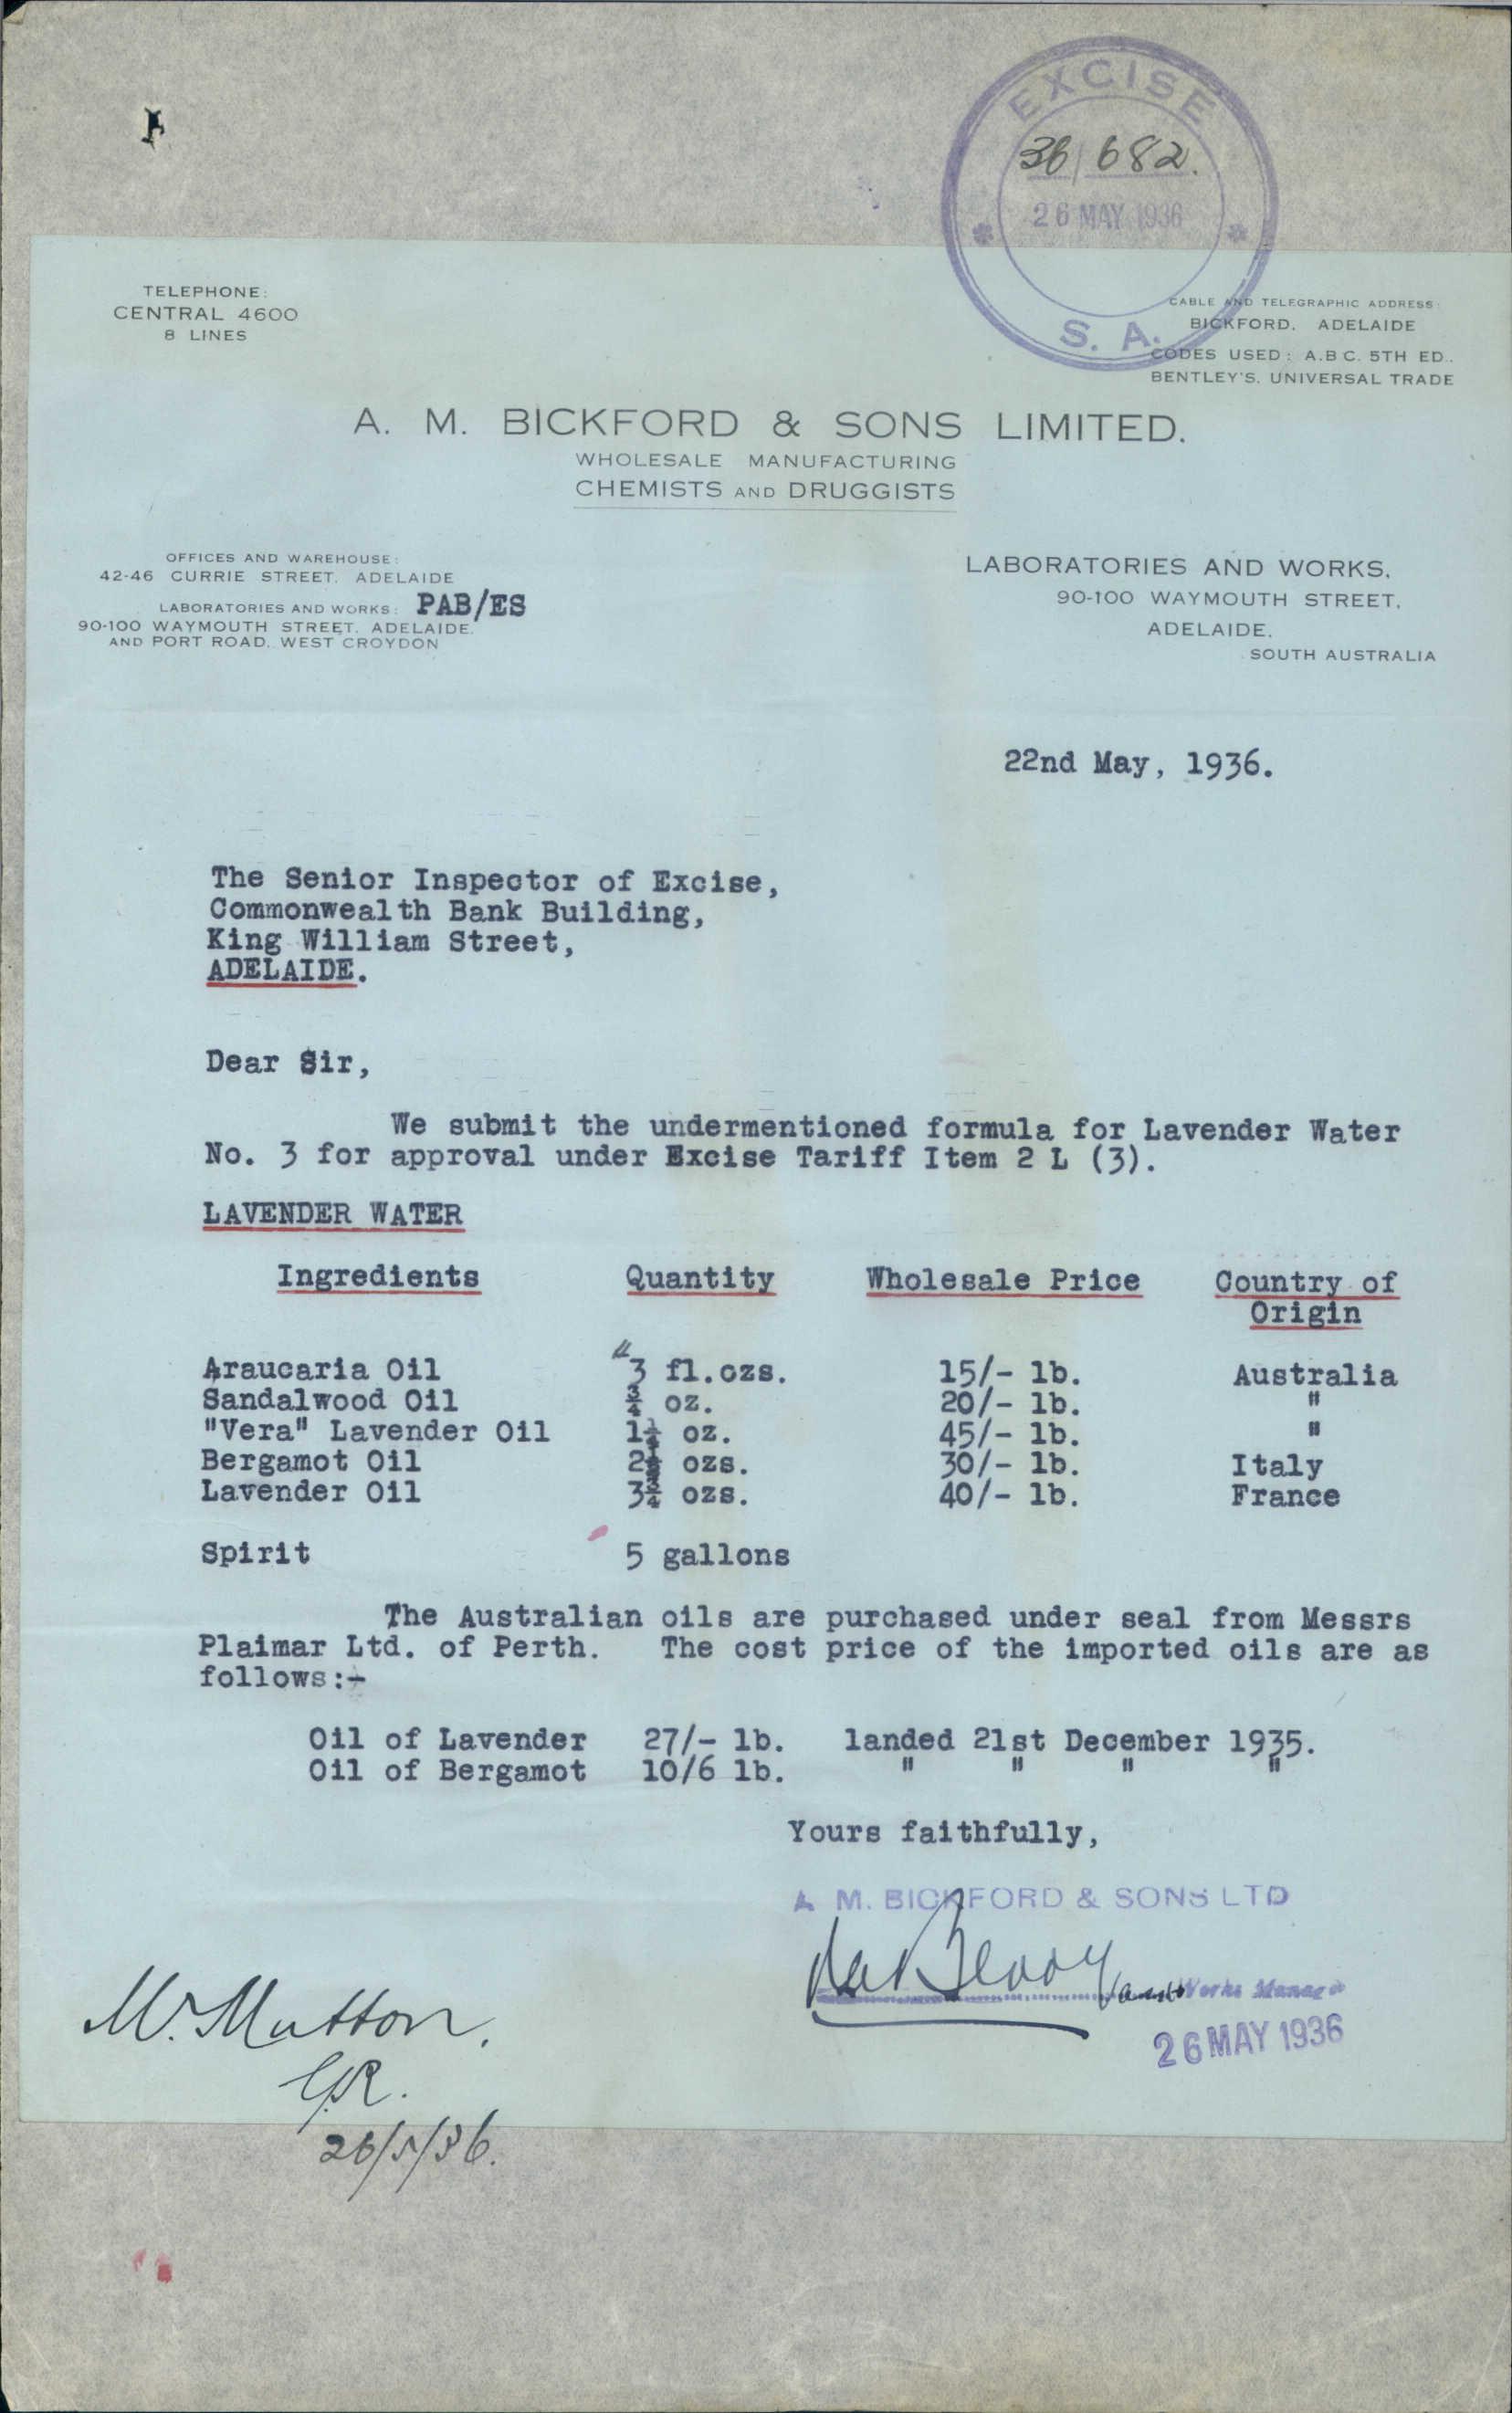 EXCISE
36/682.
26 MAY 1936
S. A.
TELEPHONE:
CENTRAL 4600
8 LINES
CABLE AND TELEGRAPHIC ADDRESS:
BICKFORD, ADELAIDE
CODES USED: A.B C. 5TH ED..
BENTLEY'S. UNIVERSAL TRADE
A. M. BICKFORD & SONS LIMITED.
WHOLESALE MANUFACTURING
CHEMISTS AND DRUGGISTS
OFFICES AND WAREHOUSE:
42-46 CURRIE STREET. ADELAIDE
LABORATORIES AND WORKS: PAB/ES
90-100 WAYMOUTH STREET. ADELAIDE.
AND PORT ROAD. WEST CROYDON
LABORATORIES AND WORKS,
90-100 WAYMOUTH STREET,
ADELAIDE,
SOUTH AUSTRALIA
22nd May, 1936.
The Senior Inspector of Excise,
Commonwealth Bank Building,
King William Street,
ADELAIDE.
Dear Sir,
We submit the undermentioned formula for Lavender Water
No. 3 for approval under Excise Tariff Item 2 L (3).
LAVENDER WATER
Ingredients Quantity Wholesale Price Country of
Origin
Araucaria Oil 3 fl.ozs. 15/- lb. Australia
Sandalwood Oil ¾ oz. 20/- lb. "
"Vera" Lavender Oil 1¼ oz. 45/- lb. "
Bergamot Oil 2 ozs. 30/- lb. Italy
Lavender Oil 3¾ ozs. 40/- lb. France
Spirit 5 gallons
The Australian oils are purchased under seal from Messrs
Plaimar Ltd. of Perth. The cost price of the imported oils are as
follows:-
Oil of Lavender 27/- lb. landed 21st December 1935.
Oil of Bergamot 10/6 lb. " " " "
Yours faithfully,
A M. BICKFORD & SONS LTD
Works Manager
26 MAY 1936
Mr. Mutton.
26/5/36.